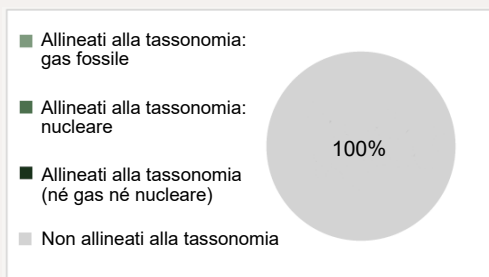 Allineati alla tassonomia:
gas fossile
Allineati alla tassonomia:
nucleare
Allineati alla tassonomia
(né gas né nucleare)
Non allineati alla tassonomia
100%